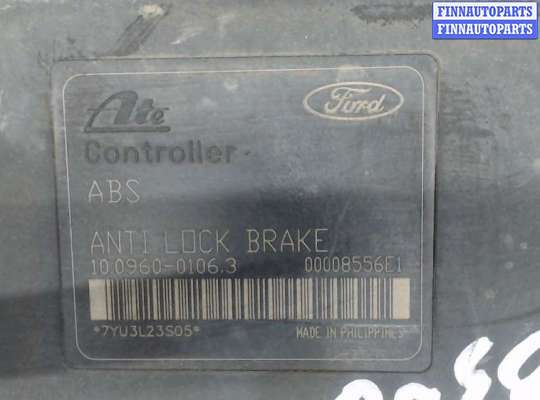 FINNAUTOPARTS
FINNAUTOPARTS
Ate
Ford
Controller
ABS
ANTI LOCK BRAKE
10.0960-0106.3 00008556E1
*7YU3L23S05*
MADE IN PHILIPPINES